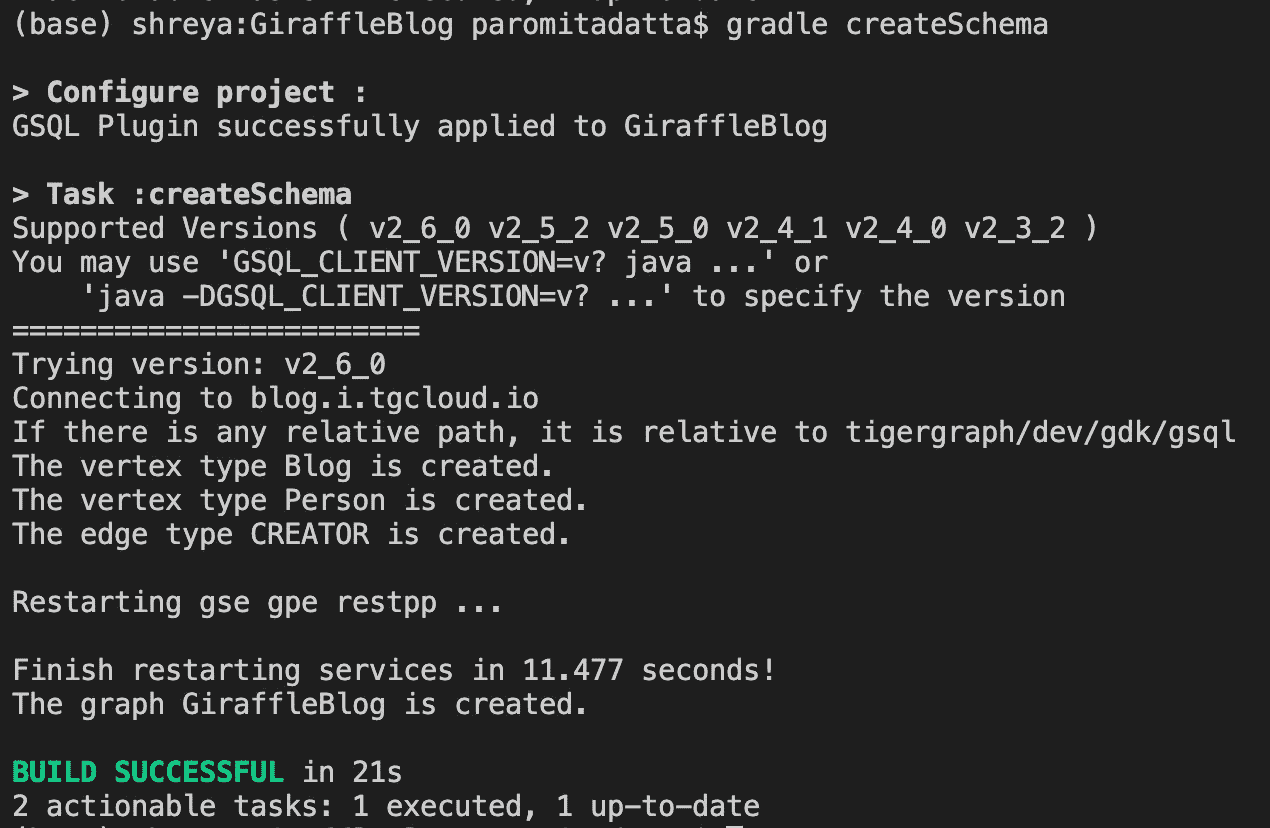 (base) shreya:GiraffleBlog paromitadatta$ gradle createSchema
> Configure project :
GSQL Plugin successfully applied to GiraffleBlog
> Task :createSchema
Supported Versions ( v2_6_0 v2_5_2 v2_5_0 v2_4_1 v2_4_0 v2_3_2 )
You may use 'GSQL_CLIENT_VERSION=v? java ...' or
    'java -DGSQL_CLIENT_VERSION=v? ...' to specify the version
========================
Trying version: v2_6_0
Connecting to blog.i.tgcloud.io
If there is any relative path, it is relative to tigergraph/dev/gdk/gsql
The vertex type Blog is created.
The vertex type Person is created.
The edge type CREATOR is created.
Restarting gse gpe restpp ...
Finish restarting services in 11.477 seconds!
The graph GiraffleBlog is created.
BUILD SUCCESSFUL in 21s
2 actionable tasks: 1 executed, 1 up-to-date